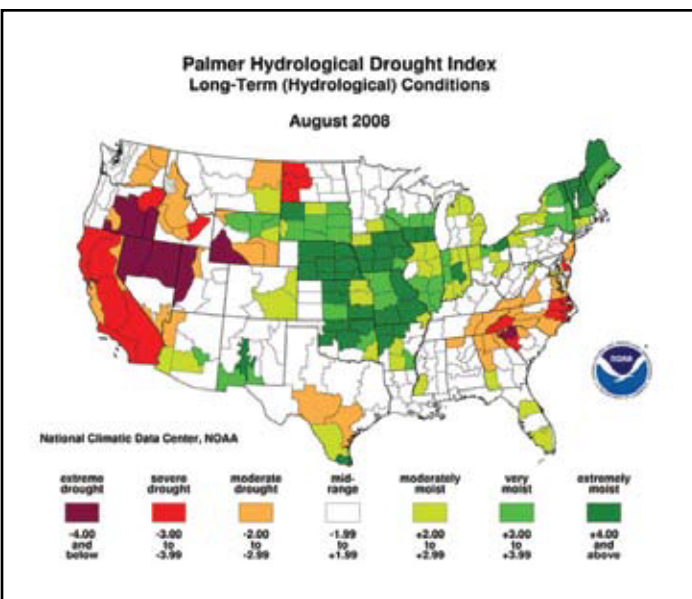 Palmer Hydrological Drought Index
Long-Term (Hydrological) Conditions
August 2008
NOAA
National Climatic Data Center, NOAA
extreme drought
severe drought
moderate drought
mid-range
moderately moist
very moist
extremely moist
-4.00 and below
-3.00 to -3.99
-2.00 to -2.99
-1.99 to +1.99
+2.00 to +2.99
+3.00 to +3.99
+4.00 and above